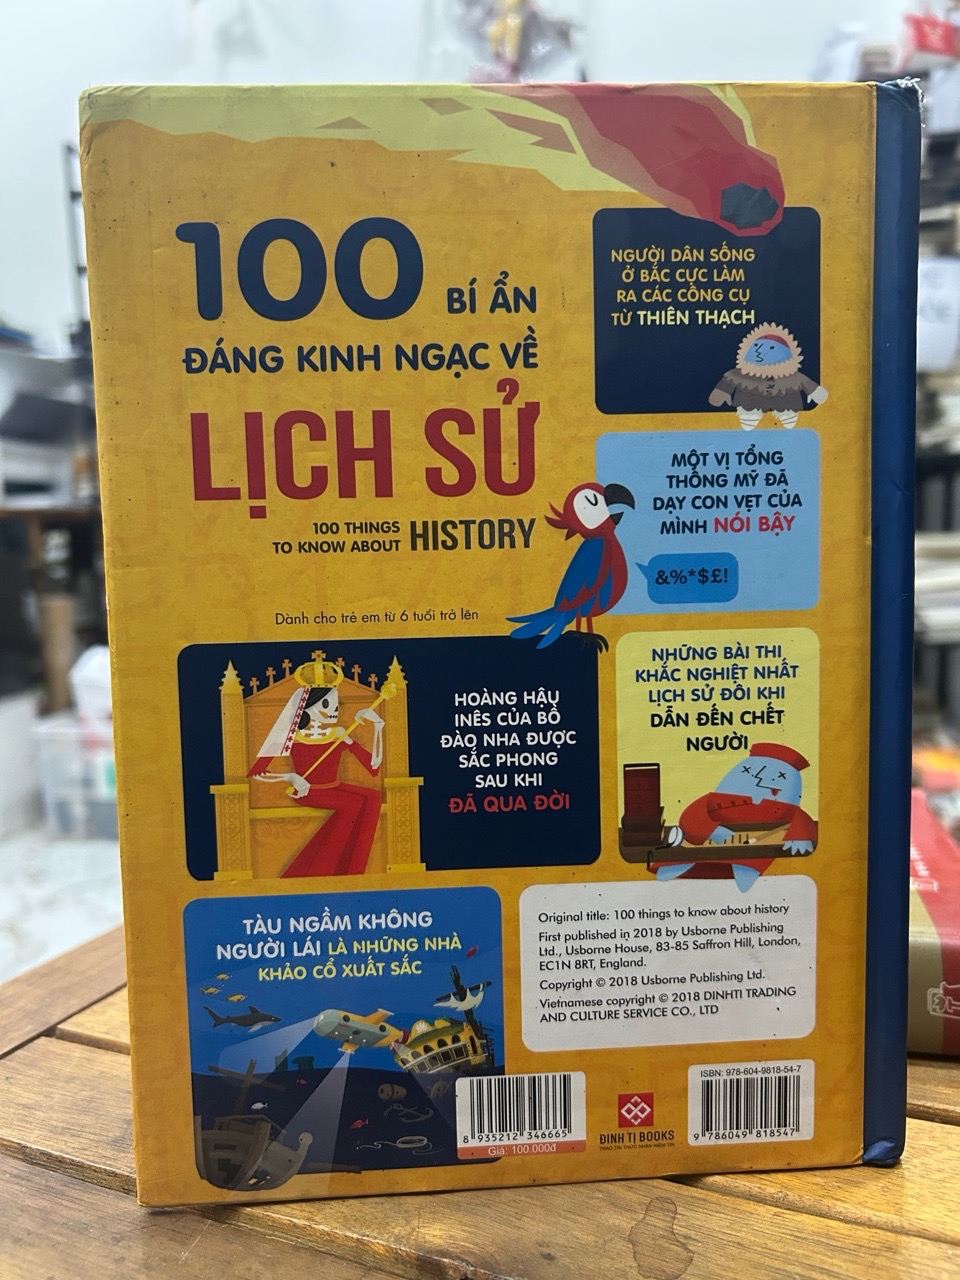 100
BÍ ẨN
ĐÁNG KINH NGẠC VỀ
LỊCH SỬ
100 THINGS
TO KNOW ABOUT HISTORY
Dành cho trẻ em từ 6 tuổi trở lên
NGƯỜI DÂN SỐNG
Ở BẮC CỰC LÀM
RA CÁC CÔNG CỤ
TỪ THIÊN THẠCH
MỘT VỊ TỔNG
THỐNG MỸ ĐÃ
DẠY CON VẸT CỦA
MÌNH NÓI BẬY
&%*$£!
HOÀNG HẬU
INÊS CỦA BỒ
ĐÀO NHA ĐƯỢC
SẮC PHONG
SAU KHI
ĐÃ QUA ĐỜI
NHỮNG BÀI THI
KHẮC NGHIỆT NHẤT
LỊCH SỬ ĐÔI KHI
DẪN ĐẾN CHẾT
NGƯỜI
TÀU NGẦM KHÔNG
NGƯỜI LÁI LÀ NHỮNG NHÀ
KHẢO CỔ XUẤT SẮC
Original title: 100 things to know about history
First published in 2018 by Usborne Publishing
Ltd., Usborne House, 83-85 Saffron Hill, London,
EC1N 8RT, England.
Copyright © 2018 Usborne Publishing Ltd.
Vietnamese copyright © 2018 DINHTI TRADING
AND CULTURE SERVICE CO., LTD
8 935212 346665
Giá: 100.000đ
ĐINH TỊ BOOKS
TRAO TRI THỨC NHẬN NIỀM TIN
ISBN: 978-604-9818-54-7
9 786049 818547